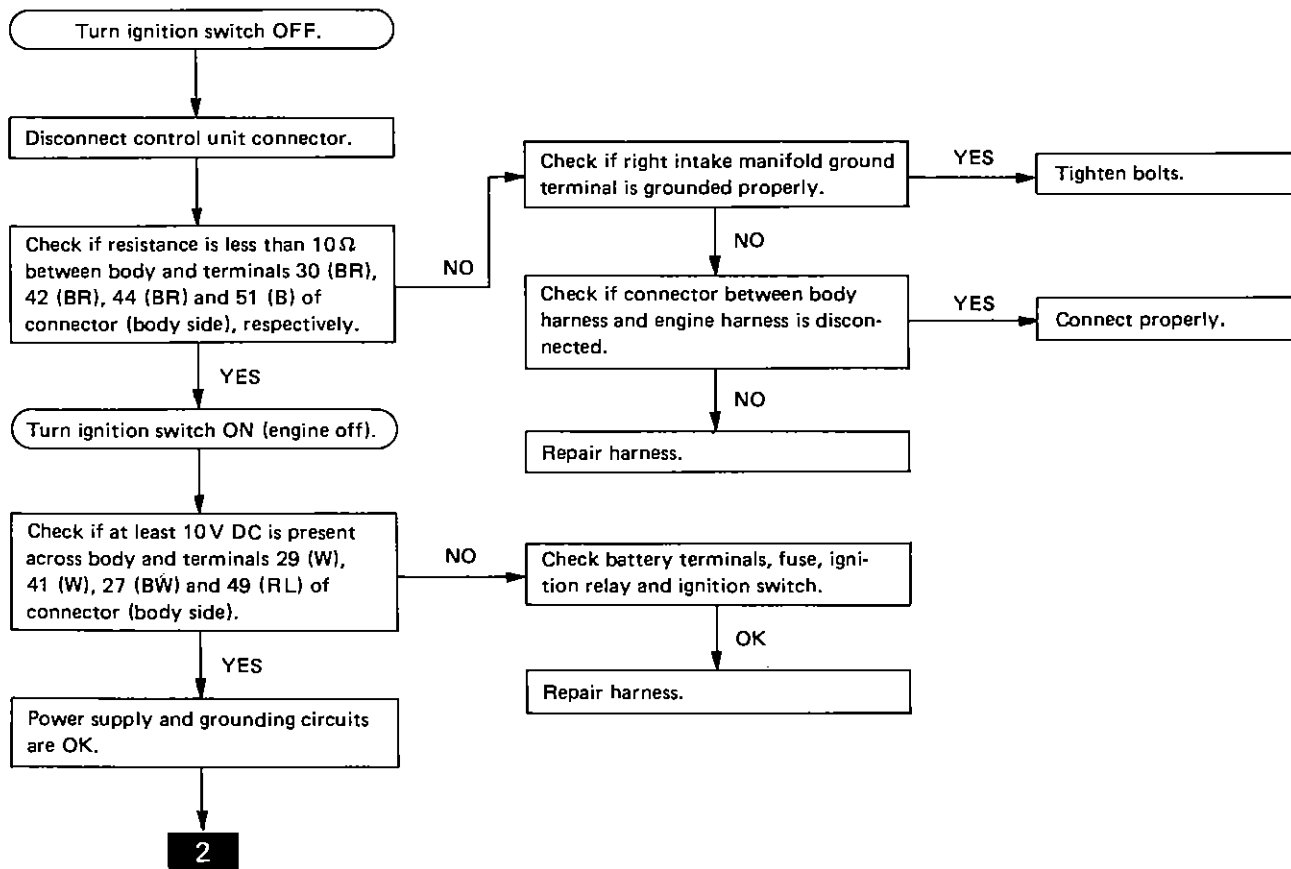 Turn ignition switch OFF.
Disconnect control unit connector.
Check if resistance is less than 10Ω
between body and terminals 30 (BR),
42 (BR), 44 (BR) and 51 (B) of
connector (body side), respectively.
NO
Check if right intake manifold ground
terminal is grounded properly.
YES
Tighten bolts.
NO
Check if connector between body
harness and engine harness is discon-
nected.
YES
Connect properly.
NO
Repair harness.
YES
Turn ignition switch ON (engine off).
Check if at least 10 V DC is present
across body and terminals 29 (W),
41 (W), 27 (BW) and 49 (RL) of
connector (body side).
NO
Check battery terminals, fuse, igni-
tion relay and ignition switch.
OK
Repair harness.
YES
Power supply and grounding circuits
are OK.
2